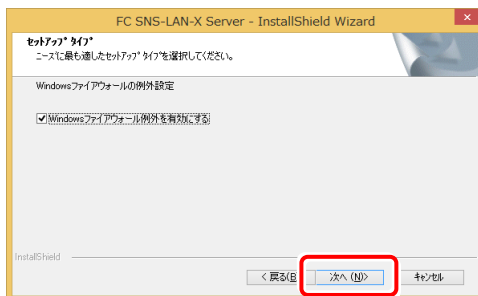 FC SNS-LAN-X Server - InstallShield Wizard
セットアップ タイプ
ニーズに最も適したセットアップ タイプを選択してください。
Windowsファイアウォールの例外設定
Windowsファイアウォール例外を有効にする
InstallShield
< 戻る(B 次へ (N)> キャンセル